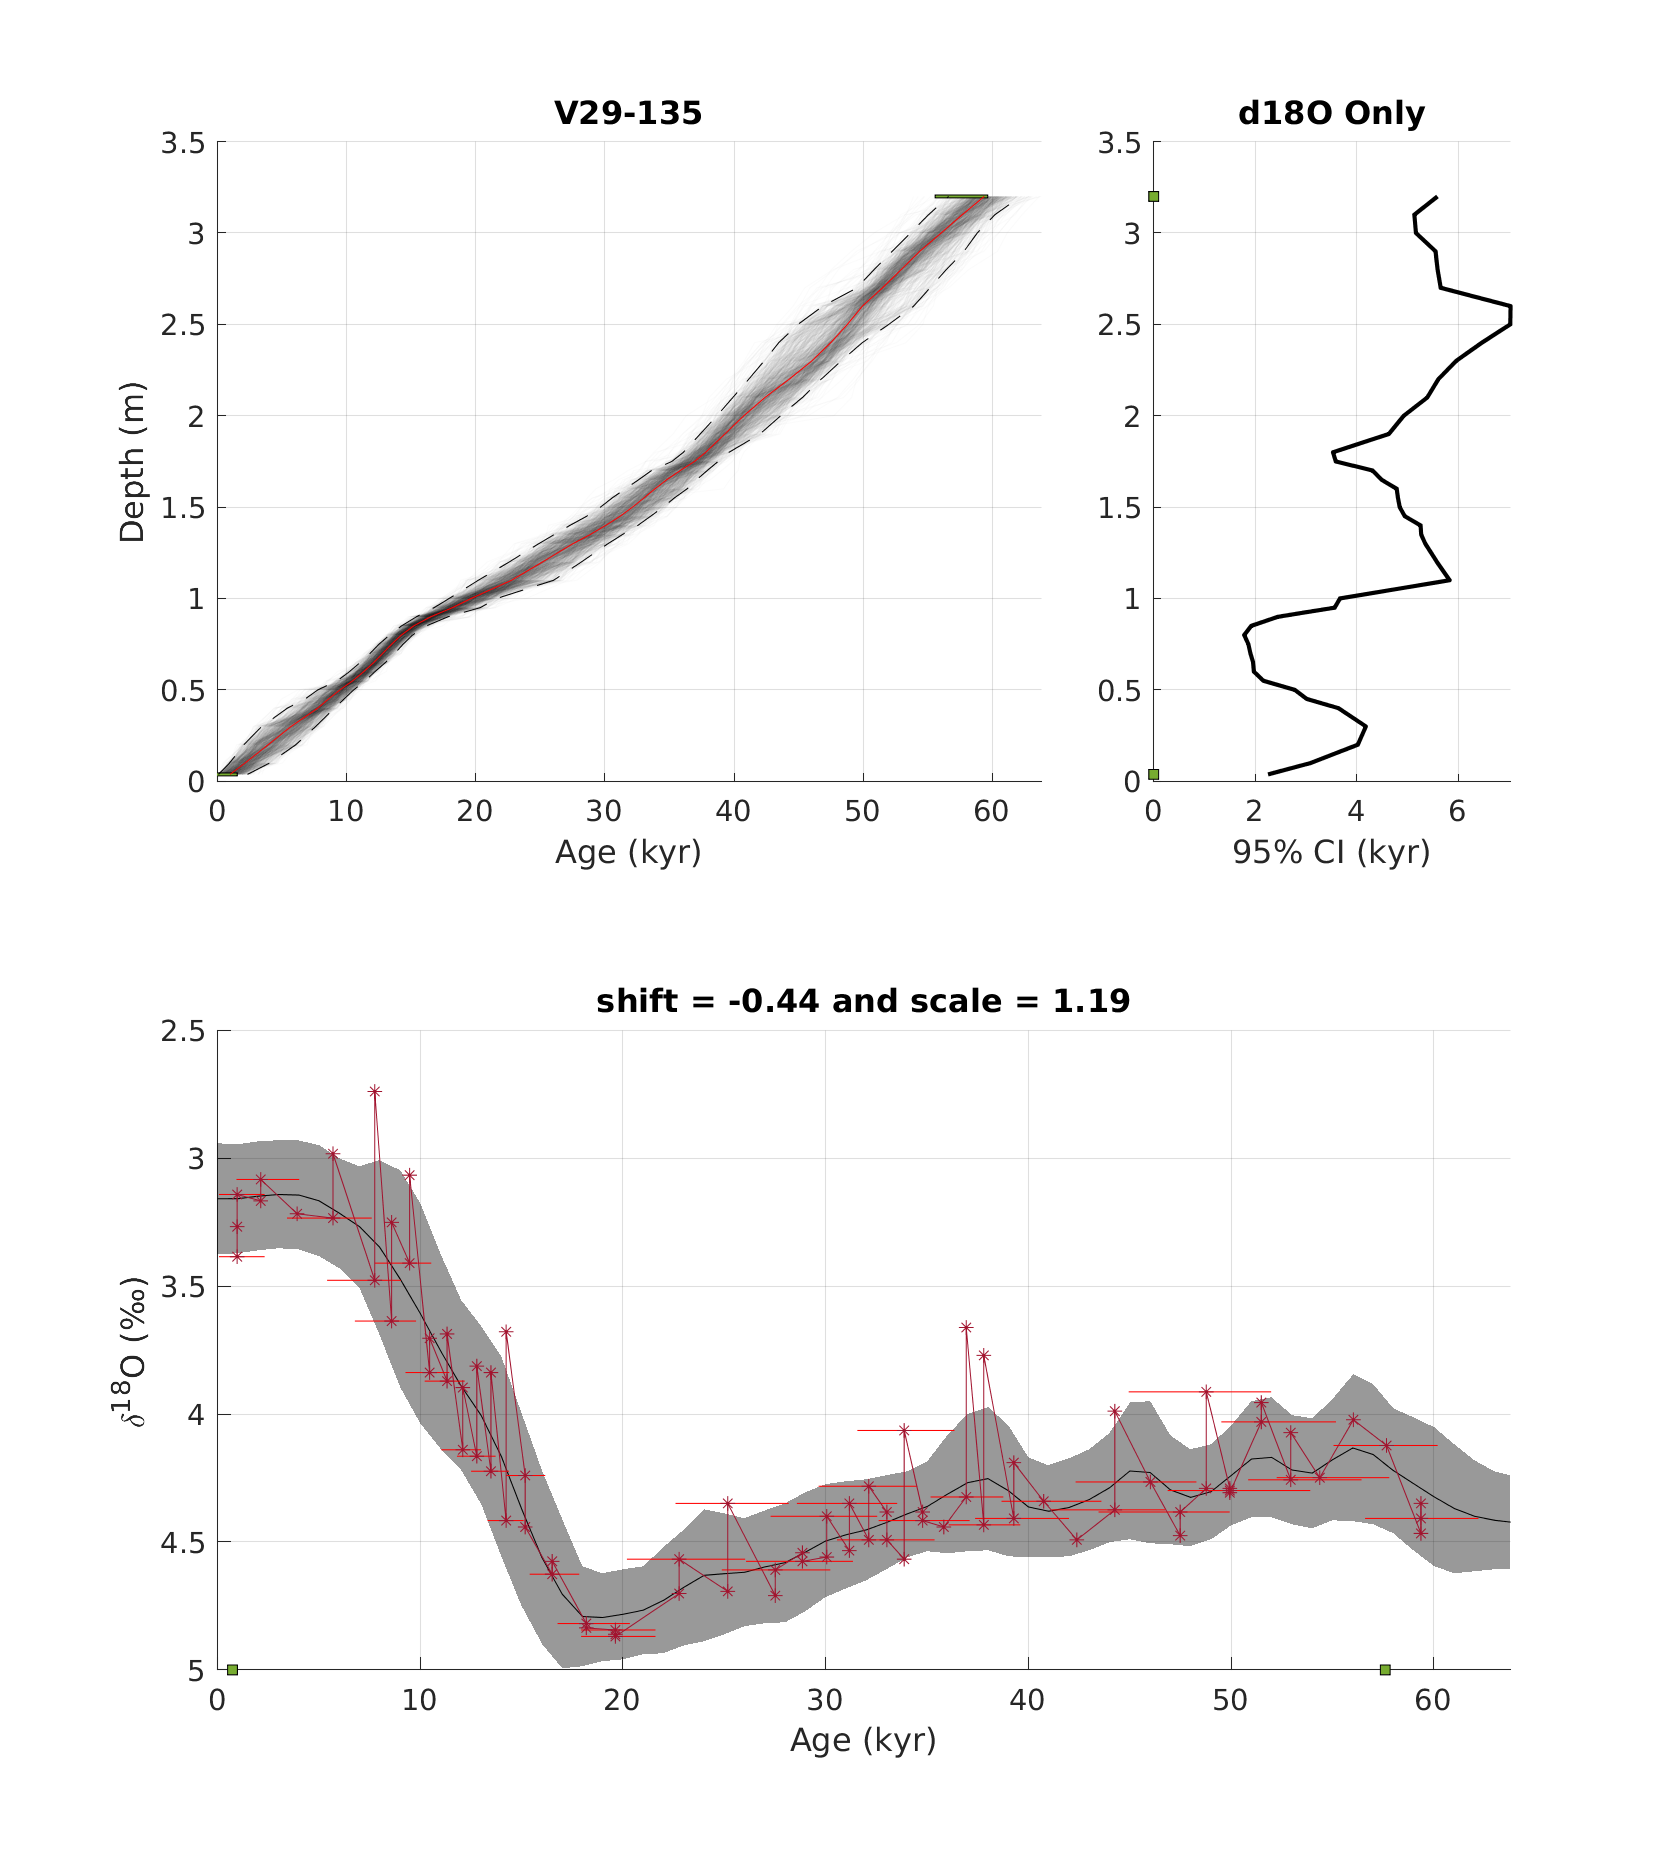 V29-135
d18O Only
3.5
3
2.5
2
1.5
1
0.5
0
Depth (m)
0 10 20 30 40 50 60
Age (kyr)
3.5
3
2.5
2
1.5
1
0.5
0
0 2 4 6
95% CI (kyr)
shift = -0.44 and scale = 1.19
2.5
3
3.5
4
4.5
5
δ18O (‰)
0 10 20 30 40 50 60
Age (kyr)